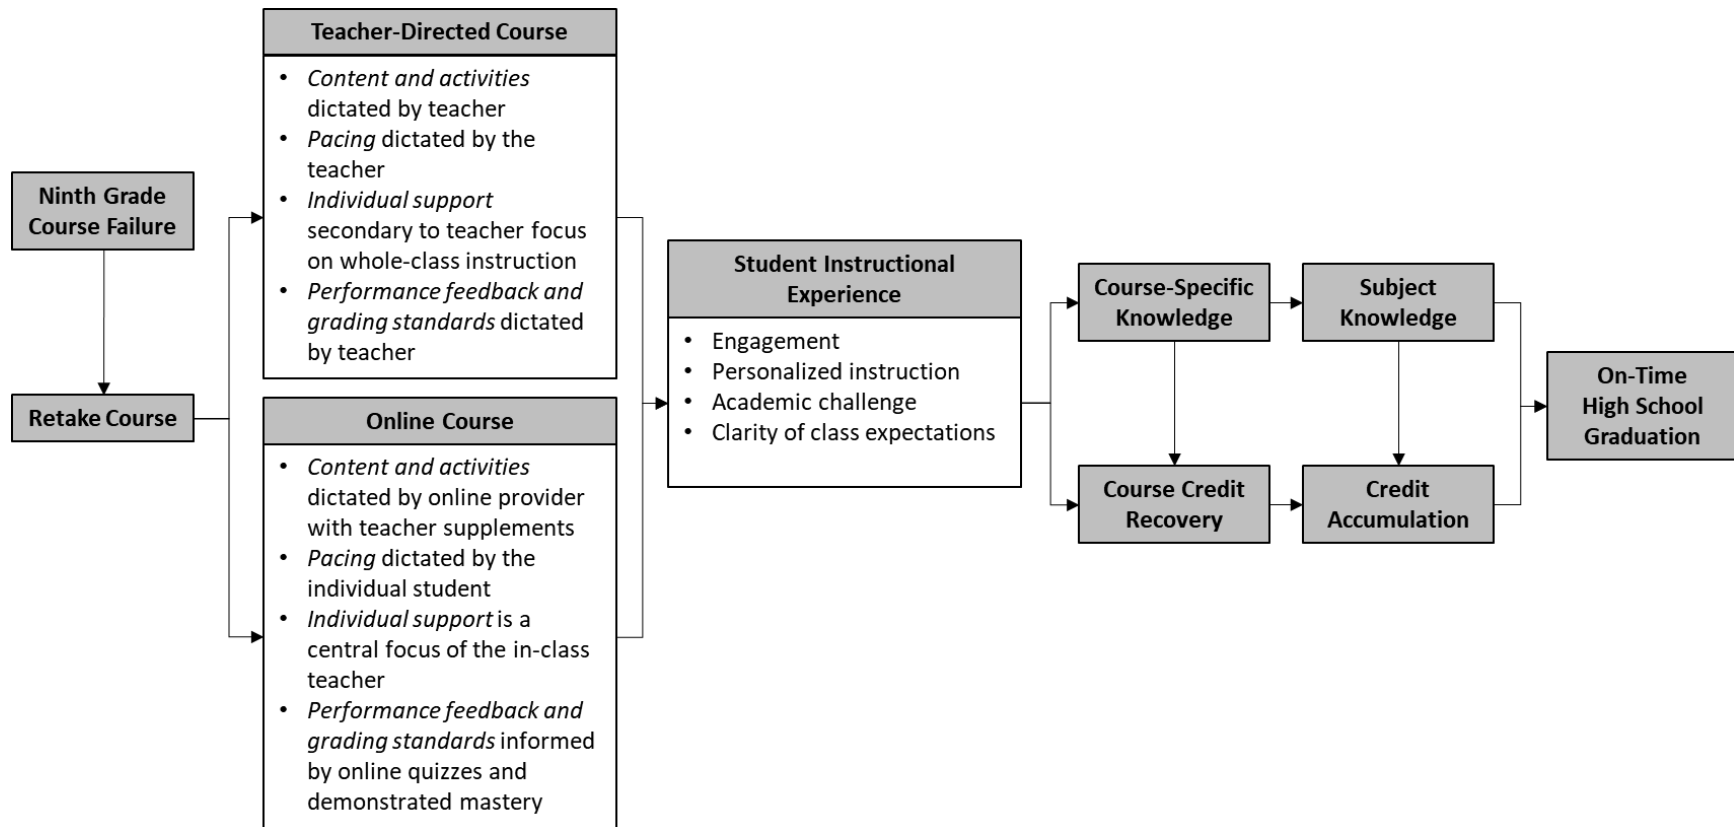 Ninth Grade
Course Failure
Retake Course
Teacher-Directed Course
• Content and activities
dictated by teacher
• Pacing dictated by the
teacher
• Individual support
secondary to teacher focus
on whole-class instruction
• Performance feedback and
grading standards dictated
by teacher
Online Course
• Content and activities
dictated by online provider
with teacher supplements
• Pacing dictated by the
individual student
• Individual support is a
central focus of the in-class
teacher
• Performance feedback and
grading standards informed
by online quizzes and
demonstrated mastery
Student Instructional
Experience
• Engagement
• Personalized instruction
• Academic challenge
• Clarity of class expectations
Course-Specific
Knowledge
Subject
Knowledge
Course Credit
Recovery
Credit
Accumulation
On-Time
High School
Graduation